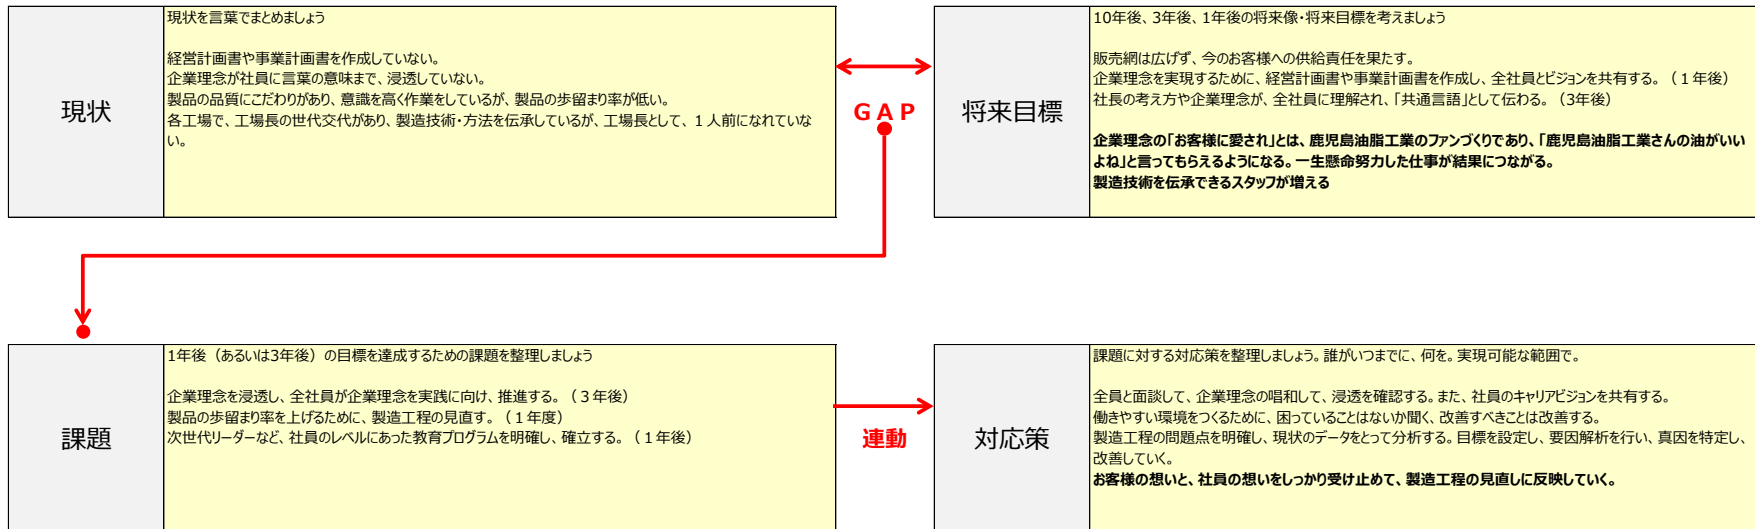 現状
現状を言葉でまとめましょう
経営計画書や事業計画書を作成していない。
企業理念が社員に言葉の意味まで、浸透していない。
製品の品質にこだわりがあり、意識を高く作業をしているが、製品の歩留まり率が低い。
各工場で、工場長の世代交代があり、製造技術・方法を伝承しているが、工場長として、1人前になれていな
い。
GAP
将来目標
10年後、3年後、1年後の将来像・将来目標を考えましょう
販売網は広げず、今のお客様への供給責任を果たす。
企業理念を実現するために、経営計画書や事業計画書を作成し、全社員とビジョンを共有する。（１年後）
社長の考え方や企業理念が、全社員に理解され、「共通言語」として伝わる。（3年後）
企業理念の「お客様に愛され」とは、鹿児島油脂工業のファンづくりであり、「鹿児島油脂工業さんの油がいい
よね」と言ってもらえるようになる。一生懸命努力した仕事が結果につながる。
製造技術を伝承できるスタッフが増える
課題
1年後（あるいは3年後）の目標を達成するための課題を整理しましょう
企業理念を浸透し、全社員が企業理念を実践に向け、推進する。（３年後）
製品の歩留まり率を上げるために、製造工程の見直す。（１年度）
次世代リーダーなど、社員のレベルにあった教育プログラムを明確し、確立する。（１年後）
連動
対応策
課題に対する対応策を整理しましょう。誰がいつまでに、何を。実現可能な範囲で。
全員と面談して、企業理念の唱和して、浸透を確認する。また、社員のキャリアビジョンを共有する。
働きやすい環境をつくるために、困っていることはないか聞く、改善すべきことは改善する。
製造工程の問題点を明確し、現状のデータをとって分析する。目標を設定し、要因解析を行い、真因を特定し、
改善していく。
お客様の想いと、社員の想いをしっかり受け止めて、製造工程の見直しに反映していく。